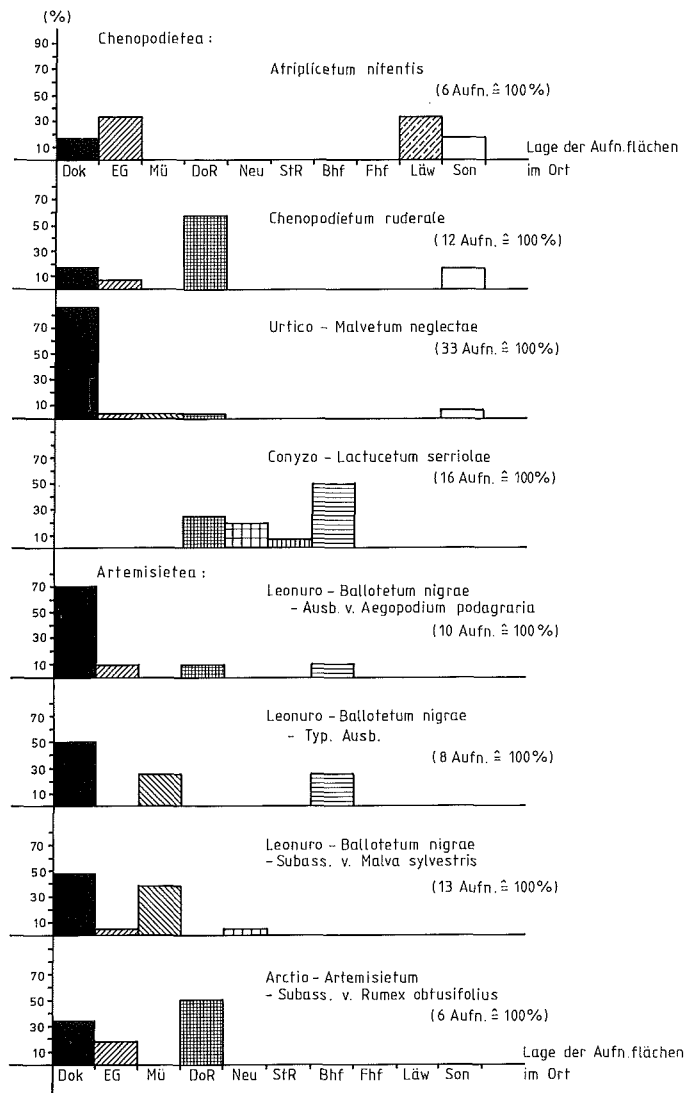 (%)
Chenopodietea :
Atriplicetum nitentis
(6 Aufn. ≙ 100%)
90
70
50
30
10
Dok EG Mü DoR Neu StR Bhf Fhf Läw Son
Lage der Aufn.flächen
im Ort
Chenopodietum ruderale
(12 Aufn. ≙ 100%)
70
50
30
10
Urtico - Malvetum neglectae
(33 Aufn. ≙ 100%)
70
50
30
10
Conyzo - Lactucetum serriolae
(16 Aufn. ≙ 100%)
70
50
30
10
Artemisietea :
Leonuro - Ballotetum nigrae
- Ausb. v. Aegopodium podagraria
(10 Aufn. ≙ 100%)
70
50
30
10
Leonuro - Ballotetum nigrae
- Typ. Ausb.
(8 Aufn. ≙ 100%)
70
50
30
10
Leonuro - Ballotetum nigrae
- Subass. v. Malva sylvestris
(13 Aufn. ≙ 100%)
70
50
30
10
Arctio - Artemisietum
- Subass. v. Rumex obtusifolius
(6 Aufn. ≙ 100%)
70
50
30
10
Dok EG Mü DoR Neu StR Bhf Fhf Läw Son
Lage der Aufn.flächen
im Ort